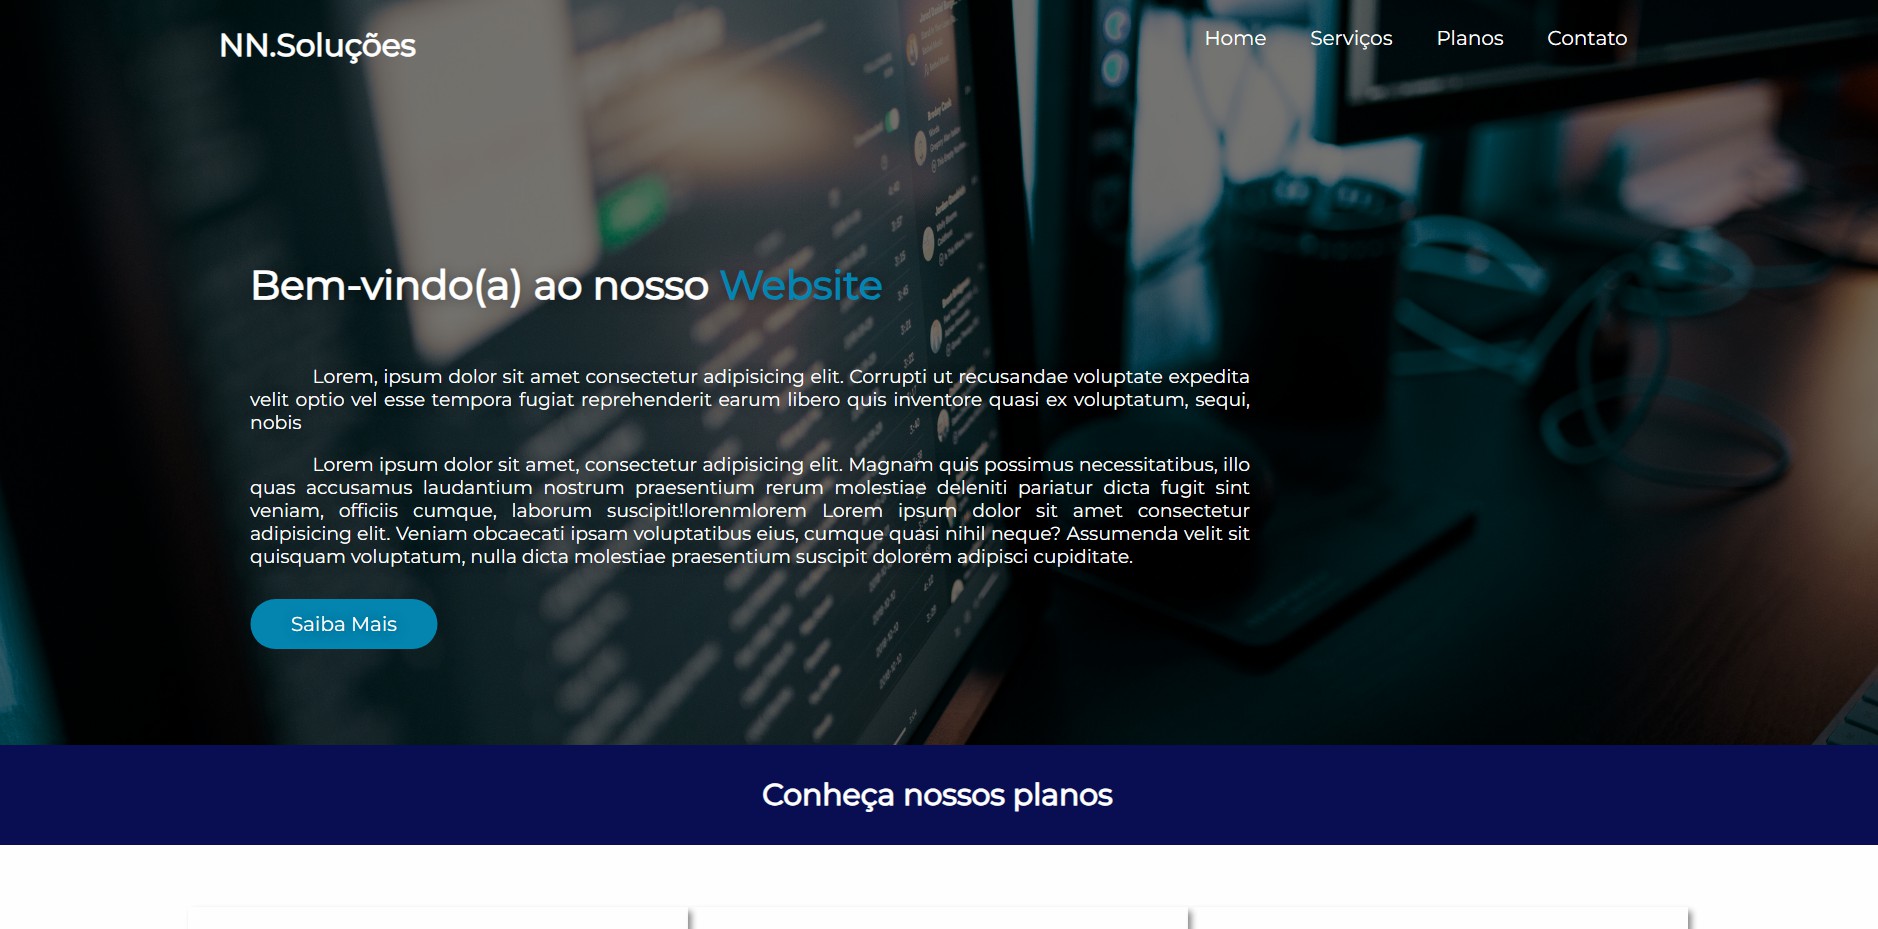 NN.Soluções
Home Serviços Planos Contato
Bem-vindo(a) ao nosso Website
Lorem, ipsum dolor sit amet consectetur adipisicing elit. Corrupti ut recusandae voluptate expedita
velit optio vel esse tempora fugiat reprehenderit earum libero quis inventore quasi ex voluptatum, sequi,
nobis
Lorem ipsum dolor sit amet, consectetur adipisicing elit. Magnam quis possimus necessitatibus, illo
quas accusamus laudantium nostrum praesentium rerum molestiae deleniti pariatur dicta fugit sint
veniam, officiis cumque, laborum suscipit!lorenmlorem Lorem ipsum dolor sit amet consectetur
adipisicing elit. Veniam obcaecati ipsam voluptatibus eius, cumque quasi nihil neque? Assumenda velit sit
quisquam voluptatum, nulla dicta molestiae praesentium suscipit dolorem adipisci cupiditate.
Saiba Mais
Conheça nossos planos